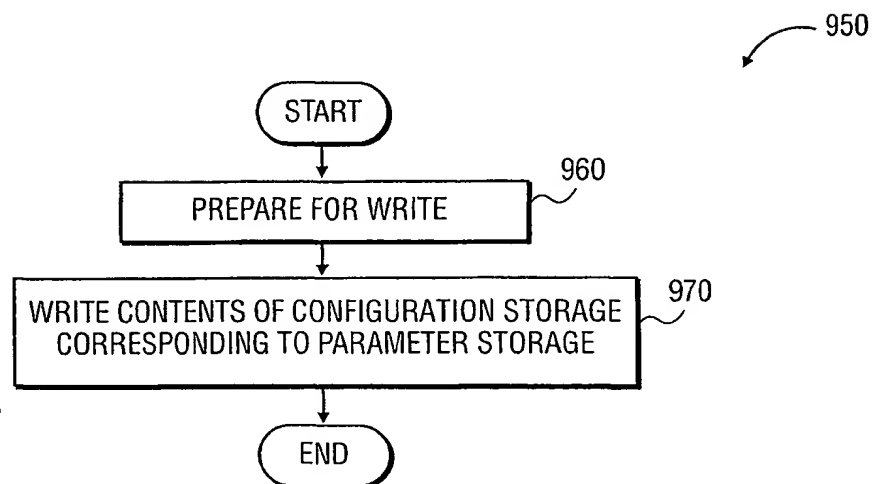 950
START
960
PREPARE FOR WRITE
970
WRITE CONTENTS OF CONFIGURATION STORAGE
CORRESPONDING TO PARAMETER STORAGE
END